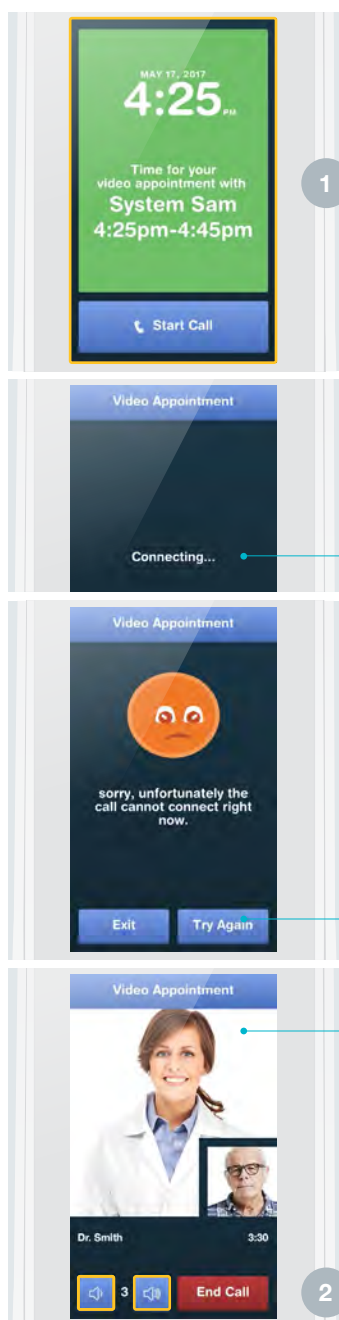 MAY 17, 2017
4:25 PM
Time for your
video appointment with
System Sam
4:25pm-4:45pm
Start Call
1
Video Appointment
Connecting...
Video Appointment
sorry, unfortunately the
call cannot connect right
now.
Exit Try Again
Video Appointment
Dr. Smith 3:30
3 End Call
2